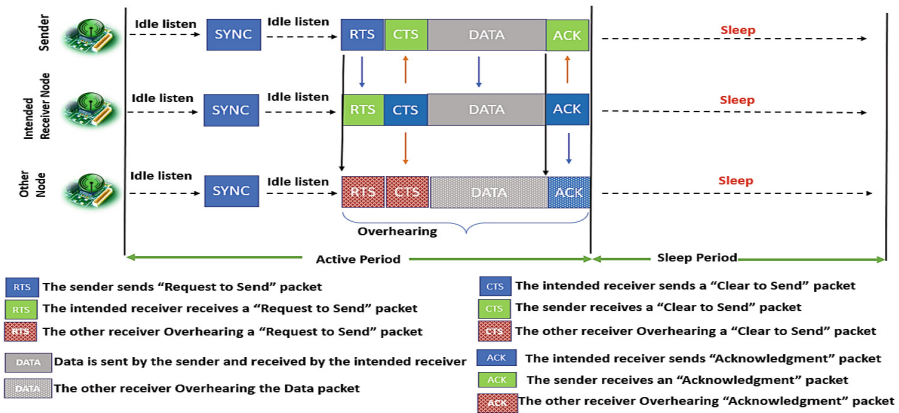 Sender
Idle listen
SYNC
Idle listen
RTS CTS DATA ACK
Sleep
Intended
Receiver Node
Idle listen
SYNC
Idle listen
RTS CTS DATA ACK
Sleep
Other
Node
Idle listen
SYNC
Idle listen
RTS CTS DATA ACK
Sleep
Overhearing
Active Period
Sleep Period
RTS The sender sends “Request to Send” packet
RTS The intended receiver receives a “Request to Send” packet
RTS The other receiver Overhearing a “Request to Send” packet
DATA Data is sent by the sender and received by the intended receiver
DATA The other receiver Overhearing the Data packet
CTS The intended receiver sends a “Clear to Send” packet
CTS The sender receives a “Clear to Send” packet
CTS The other receiver Overhearing a “Clear to Send” packet
ACK The intended receiver sends “Acknowledgment” packet
ACK The sender receives an “Acknowledgment” packet
ACK The other receiver Overhearing “Acknowledgment” packet